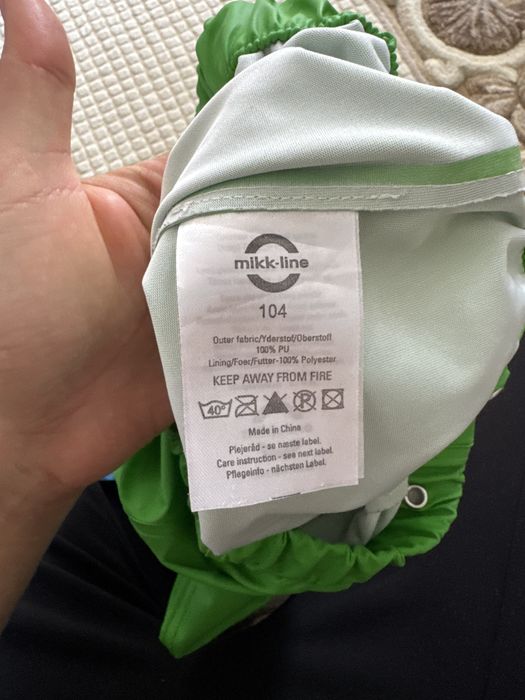 mikk-line
104
Outer fabric/Yderstof/Oberstoff
100% PU
Lining/Foer/Futter-100% Polyester
KEEP AWAY FROM FIRE
40°
P
Made in China
Plejeråd - se næste label.
Care instruction - see next label.
Pflegeinfo - nächsten Label.